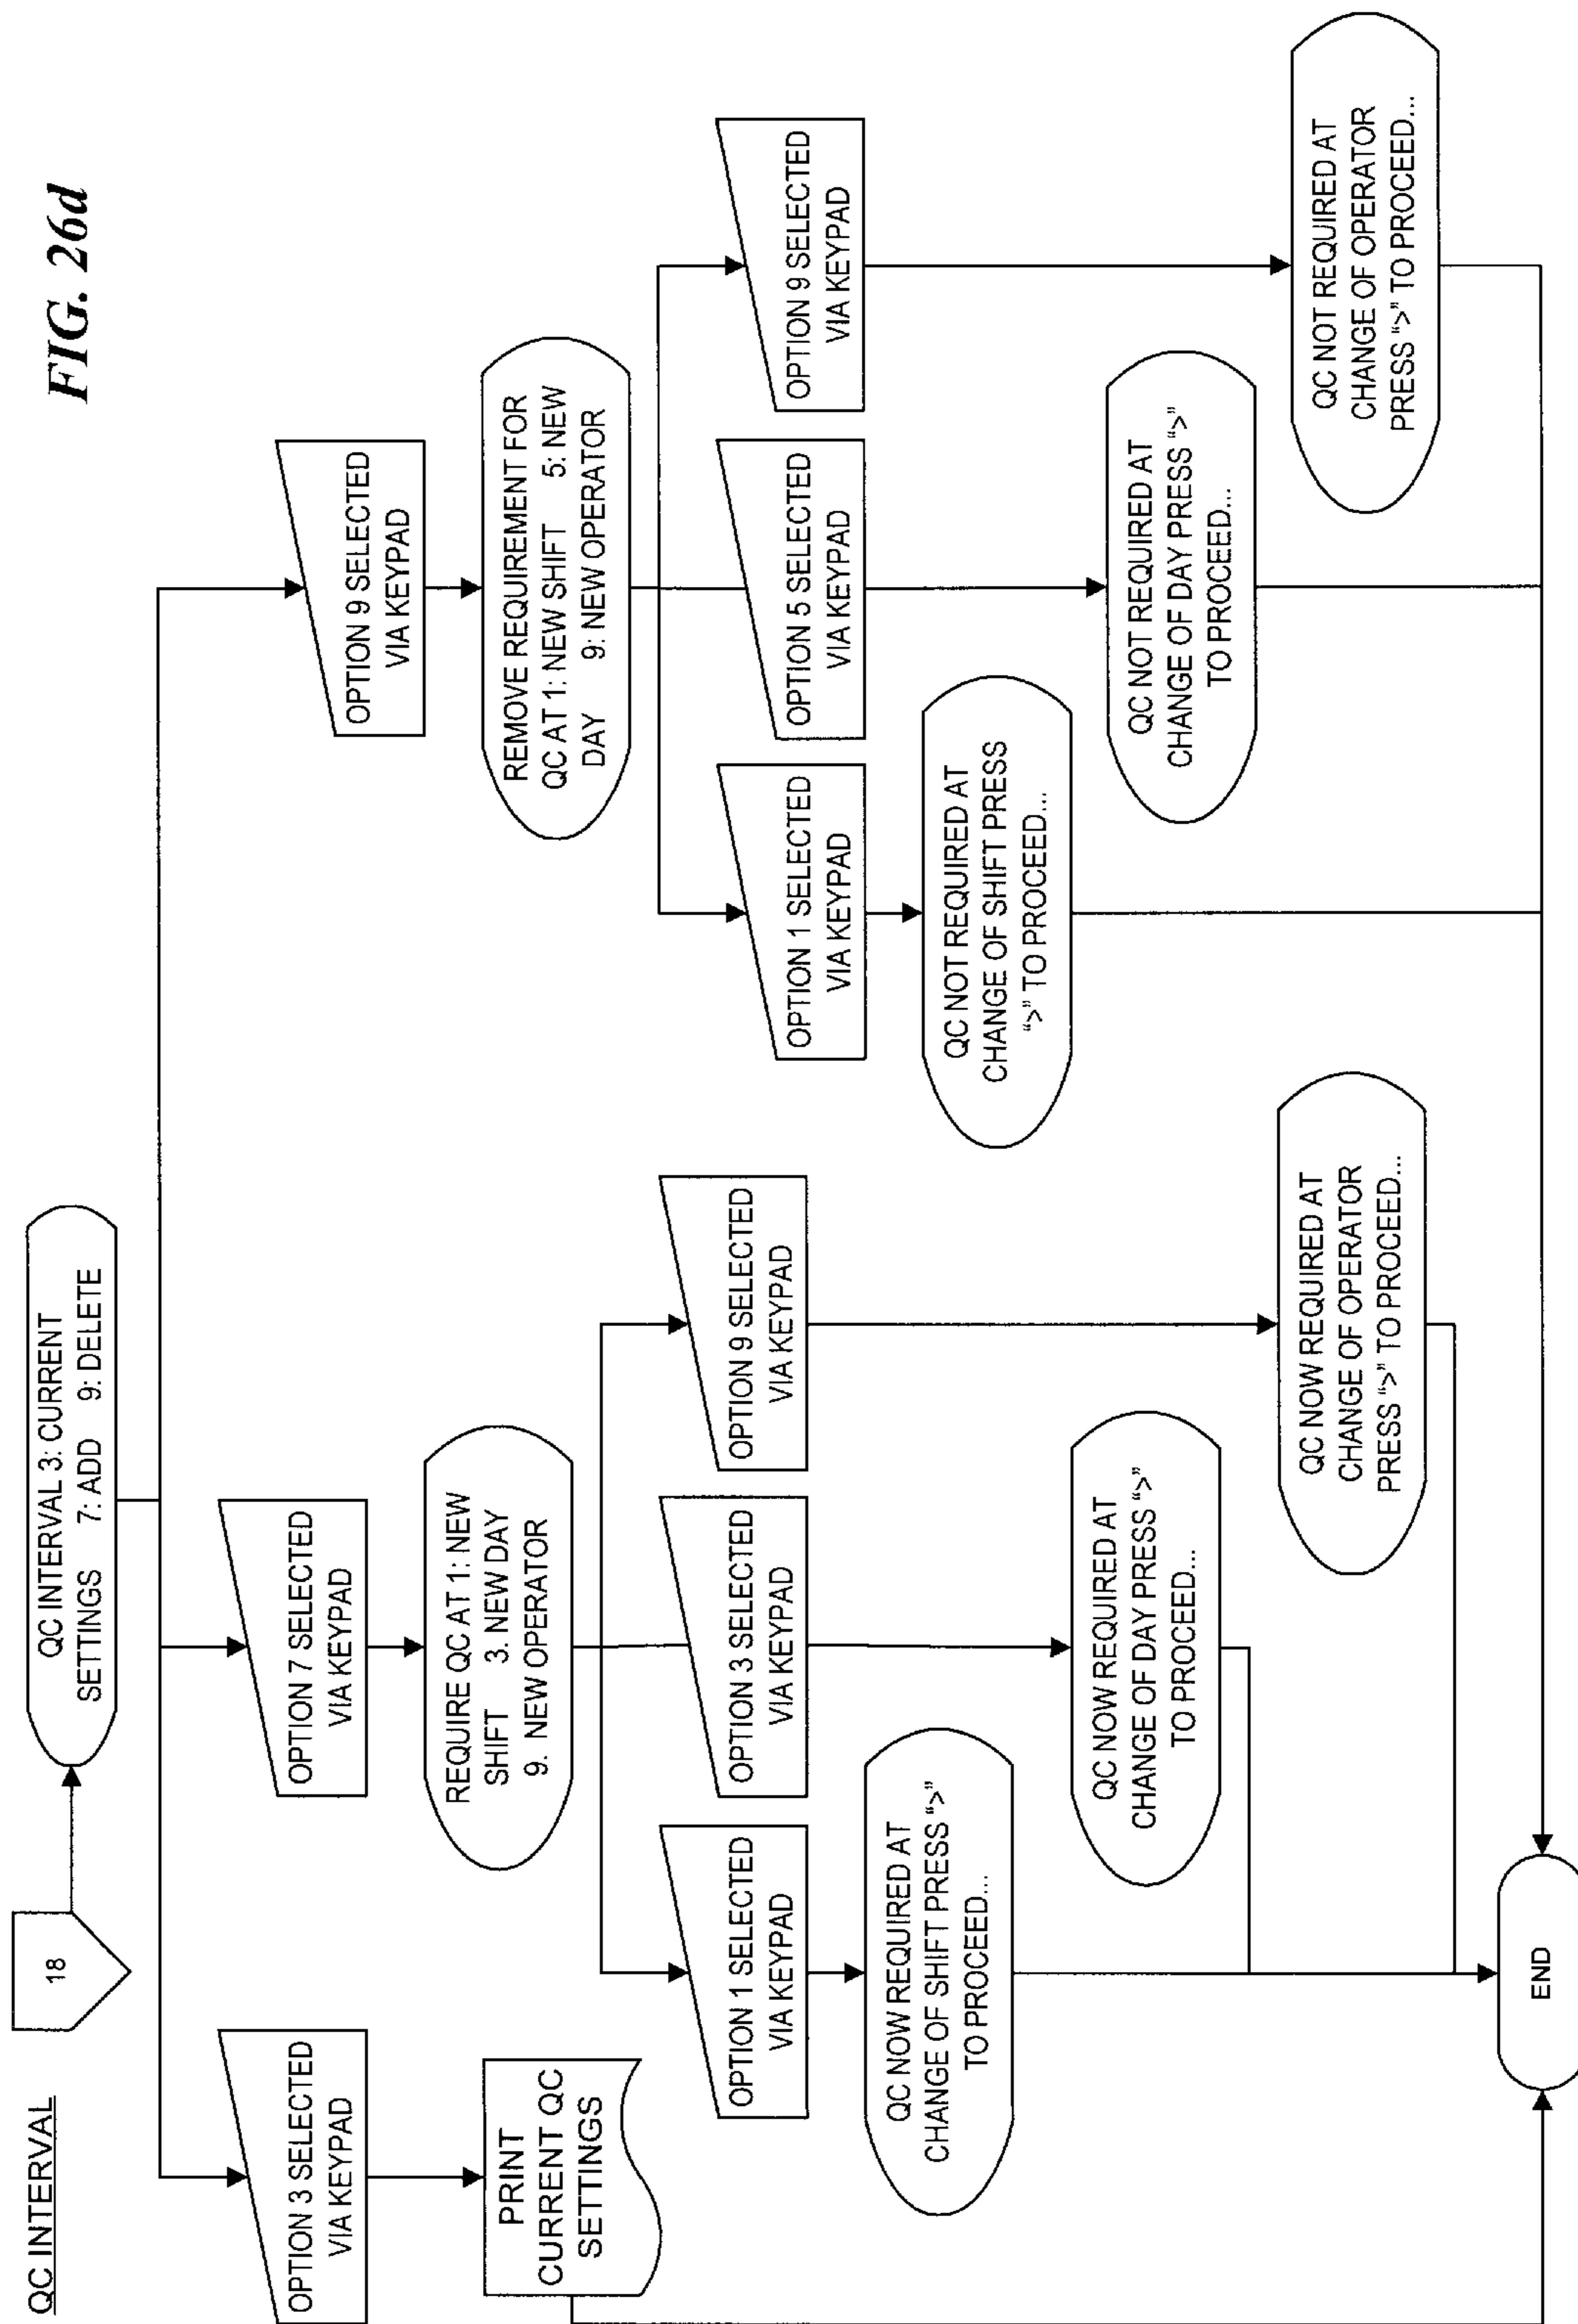 FIG. 26d
QC INTERVAL
18
QC INTERVAL 3: CURRENT
SETTINGS 7: ADD 9: DELETE
OPTION 3 SELECTED
VIA KEYPAD
PRINT
CURRENT QC
SETTINGS
OPTION 7 SELECTED
VIA KEYPAD
REQUIRE QC AT 1: NEW
SHIFT 3. NEW DAY
9. NEW OPERATOR
OPTION 1 SELECTED
VIA KEYPAD
QC NOW REQUIRED AT
CHANGE OF SHIFT PRESS “>”
TO PROCEED...
OPTION 3 SELECTED
VIA KEYPAD
QC NOW REQUIRED AT
CHANGE OF DAY PRESS “>”
TO PROCEED...
OPTION 9 SELECTED
VIA KEYPAD
QC NOW REQUIRED AT
CHANGE OF OPERATOR
PRESS “>” TO PROCEED...
OPTION 9 SELECTED
VIA KEYPAD
REMOVE REQUIREMENT FOR
QC AT 1: NEW SHIFT 5: NEW
DAY 9: NEW OPERATOR
OPTION 1 SELECTED
VIA KEYPAD
QC NOT REQUIRED AT
CHANGE OF SHIFT PRESS
“>” TO PROCEED...
OPTION 5 SELECTED
VIA KEYPAD
QC NOT REQUIRED AT
CHANGE OF DAY PRESS “>”
TO PROCEED...
OPTION 9 SELECTED
VIA KEYPAD
QC NOT REQUIRED AT
CHANGE OF OPERATOR
PRESS “>” TO PROCEED...
END